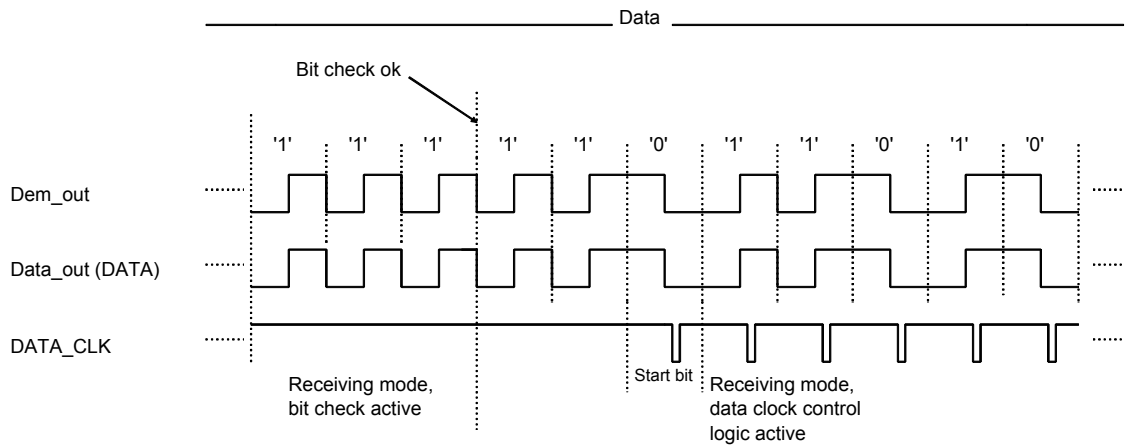 Data
Bit check ok
'1' '1' '1' '1' '1' '0' '1' '1' '0' '1' '0'
Dem_out
Data_out (DATA)
DATA_CLK
Start bit
Receiving mode,
bit check active
Receiving mode,
data clock control
logic active